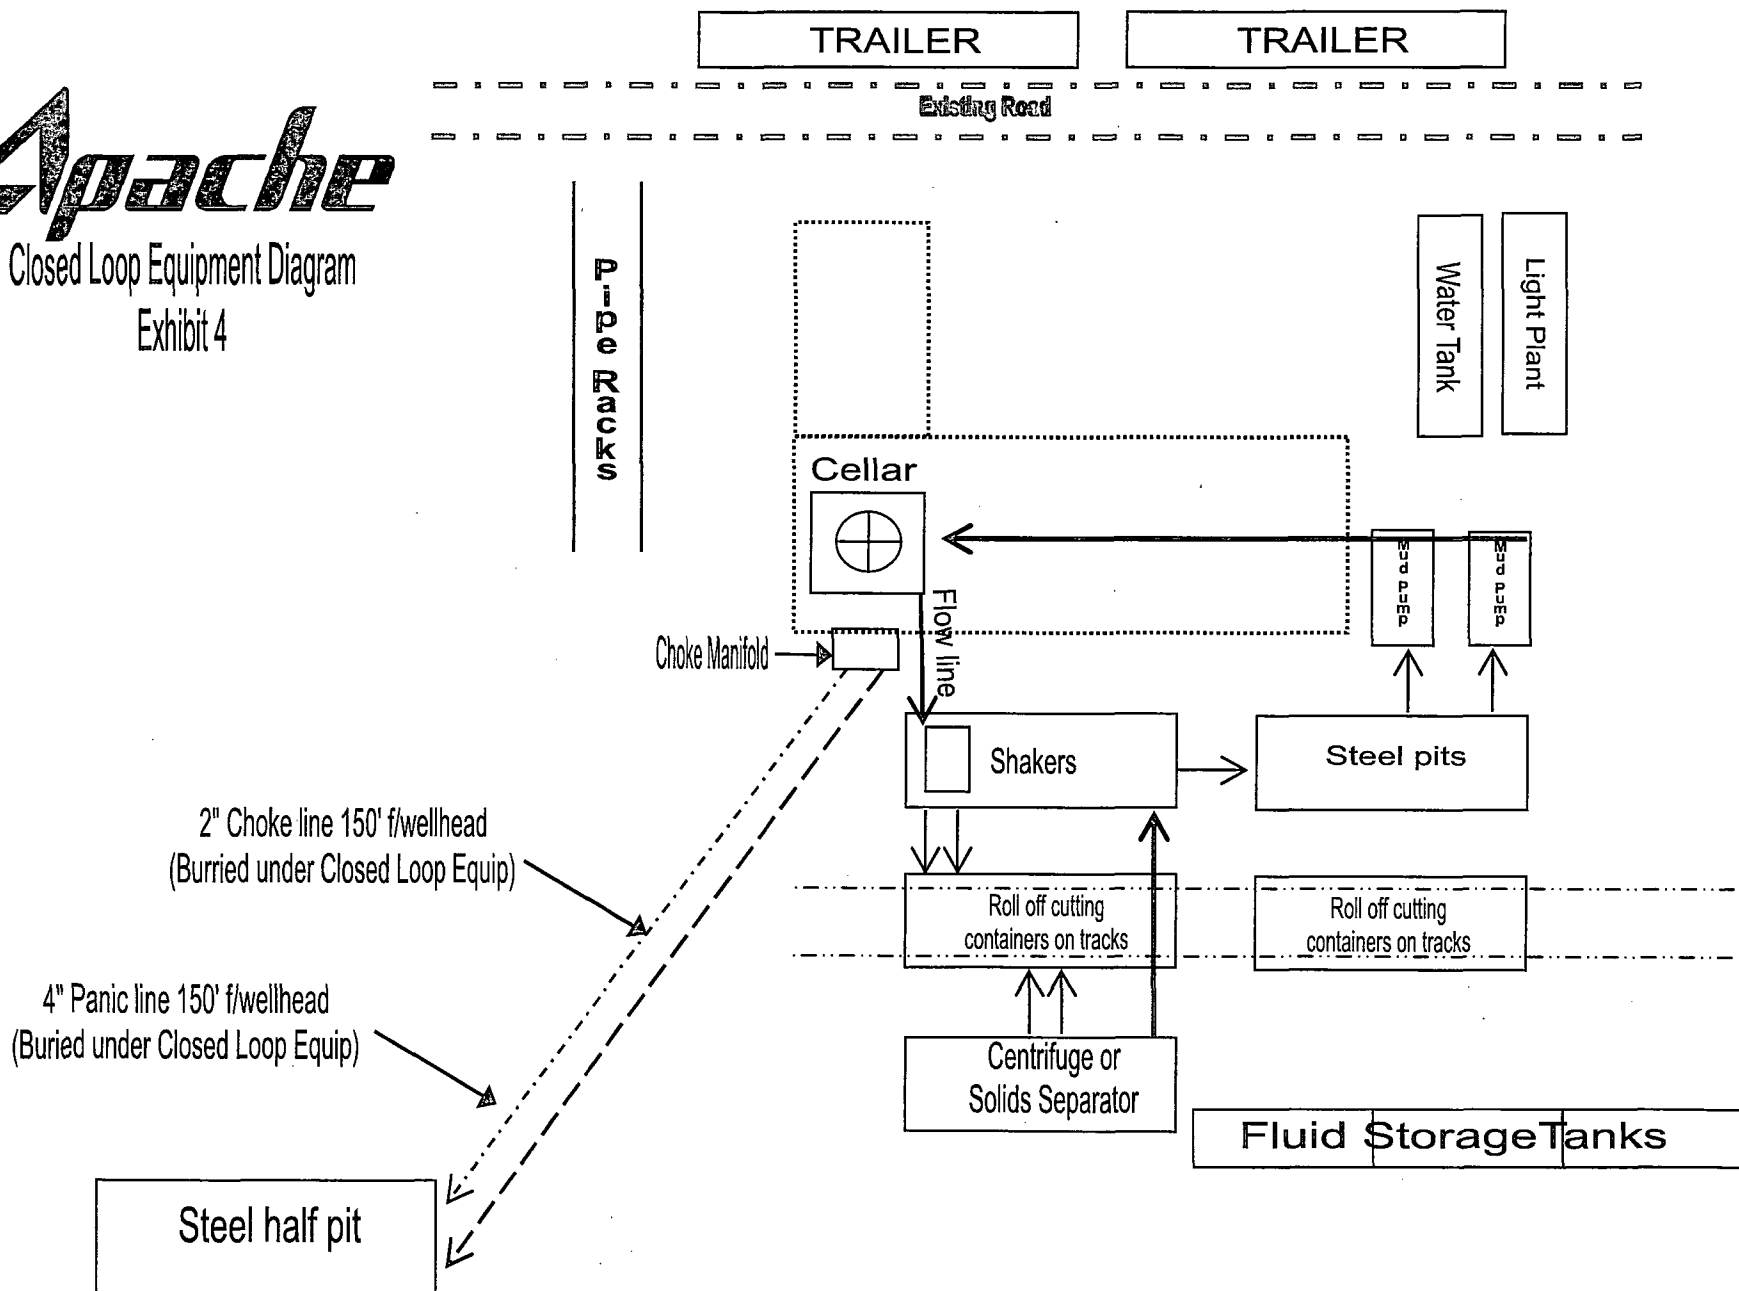 TRAILER
TRAILER
Existing Road
Apache
Closed Loop Equipment Diagram
Exhibit 4
Pipe Racks
Water Tank
Light Plant
Cellar
Mud Pump
Mud Pump
Flow line
Choke Manifold
Shakers
Steel pits
2" Choke line 150' f/wellhead
(Burried under Closed Loop Equip)
Roll off cutting
containers on tracks
Roll off cutting
containers on tracks
4" Panic line 150' f/wellhead
(Buried under Closed Loop Equip)
Centrifuge or
Solids Separator
Fluid StorageTanks
Steel half pit